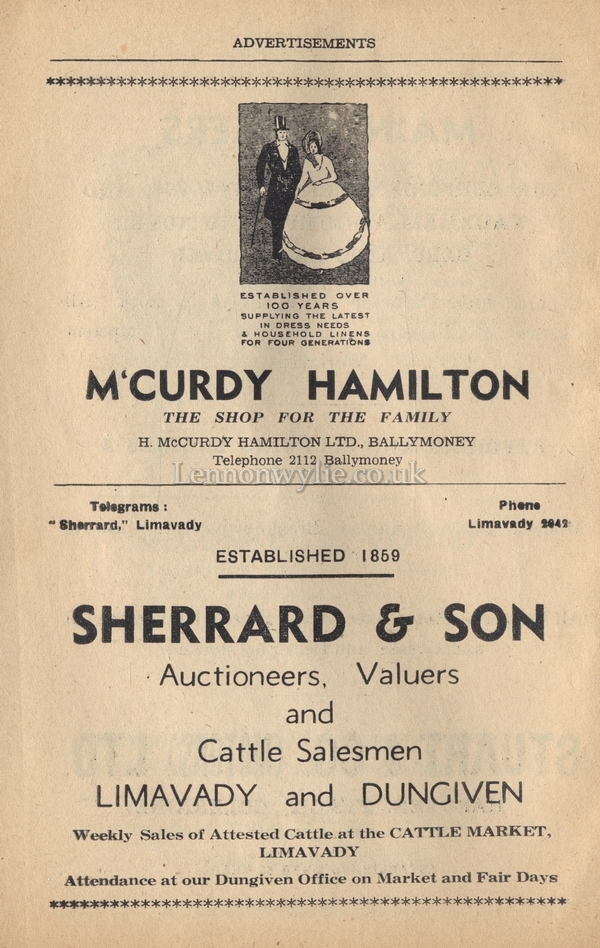 ADVERTISEMENTS
ESTABLISHED OVER
100 YEARS
SUPPLYING THE LATEST
IN DRESS NEEDS
& HOUSEHOLD LINENS
FOR FOUR GENERATIONS
M'CURDY HAMILTON
THE SHOP FOR THE FAMILY
H. McCURDY HAMILTON LTD., BALLYMONEY
Telephone 2112 Ballymoney
Lennonwylie.co.uk
Telegrams: Phone
"Sherrard," Limavady Limavady 2042
ESTABLISHED 1859
SHERRARD & SON
Auctioneers, Valuers
and
Cattle Salesmen
LIMAVADY and DUNGIVEN
Weekly Sales of Attested Cattle at the CATTLE MARKET,
LIMAVADY
Attendance at our Dungiven Office on Market and Fair Days